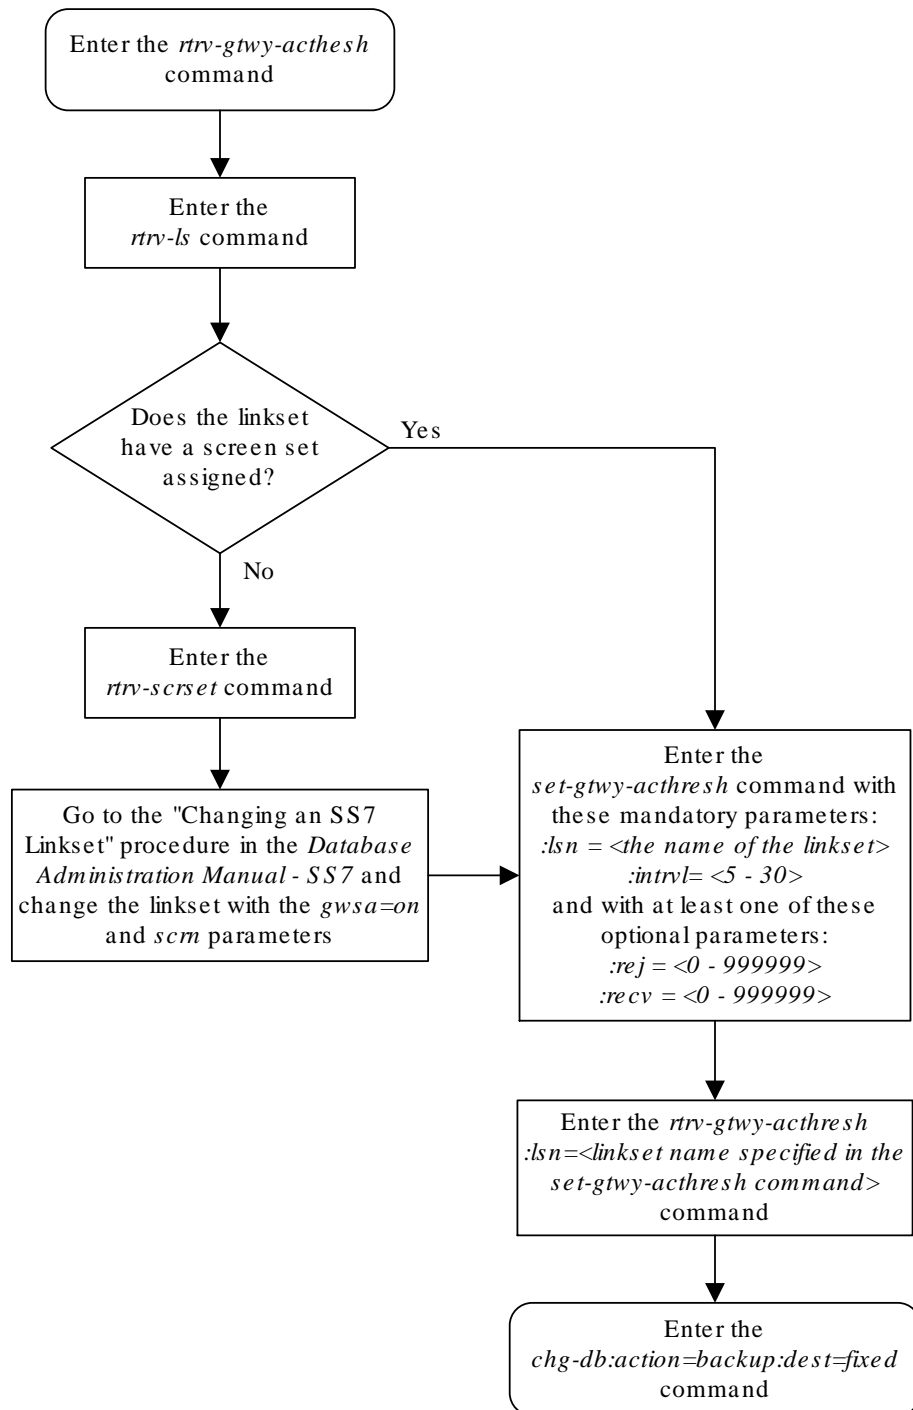 Enter the rtrv-gtwy-acthesh
command
Enter the
rtrv-ls command
Does the linkset
have a screen set
assigned?
Yes
No
Enter the
rtrv-scrset command
Go to the "Changing an SS7
Linkset" procedure in the Database
Administration Manual - SS7 and
change the linkset with the gwsa=on
and scrn parameters
Enter the
set-gtwy-acthresh command with
these mandatory parameters:
:lsn = <the name of the linkset>
:intrvl= <5 - 30>
and with at least one of these
optional parameters:
:rej = <0 - 999999>
:recv = <0 - 999999>
Enter the rtrv-gtwy-acthresh
:lsn=<linkset name specified in the
set-gtwy-acthresh command>
command
Enter the
chg-db:action=backup:dest=fixed
command